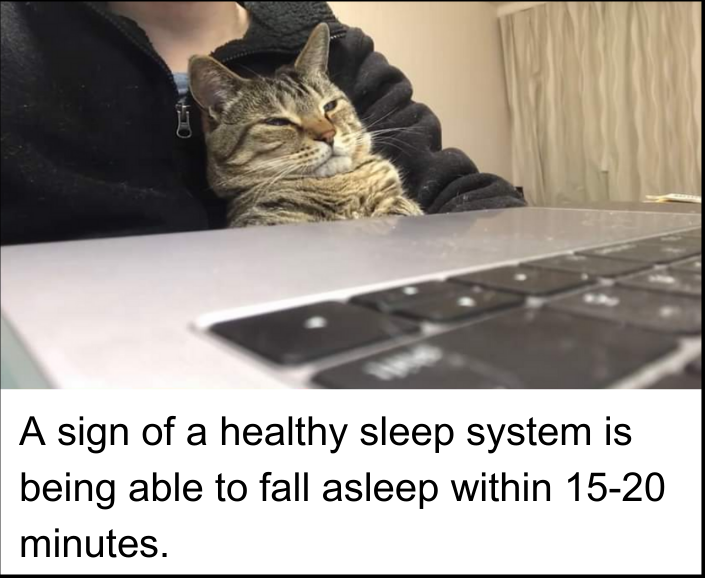 A sign of a healthy sleep system is
being able to fall asleep within 15-20
minutes.